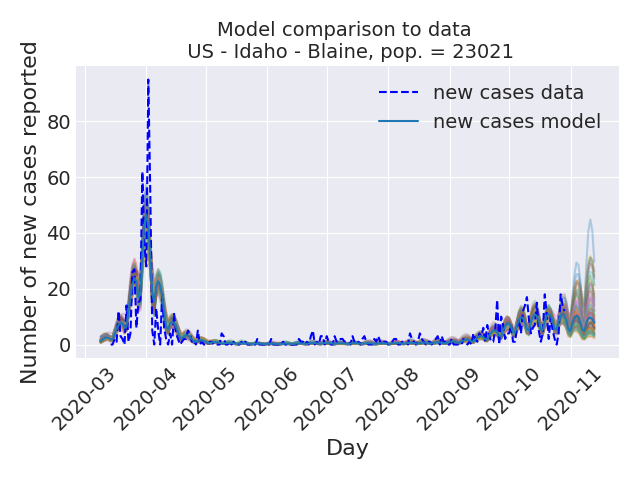 Model comparison to data
US - Idaho - Blaine, pop. = 23021
Number of new cases reported
80
60
40
20
0
new cases data
new cases model
2020-03
2020-04
2020-05
2020-06
2020-07
2020-08
2020-09
2020-10
2020-11
Day